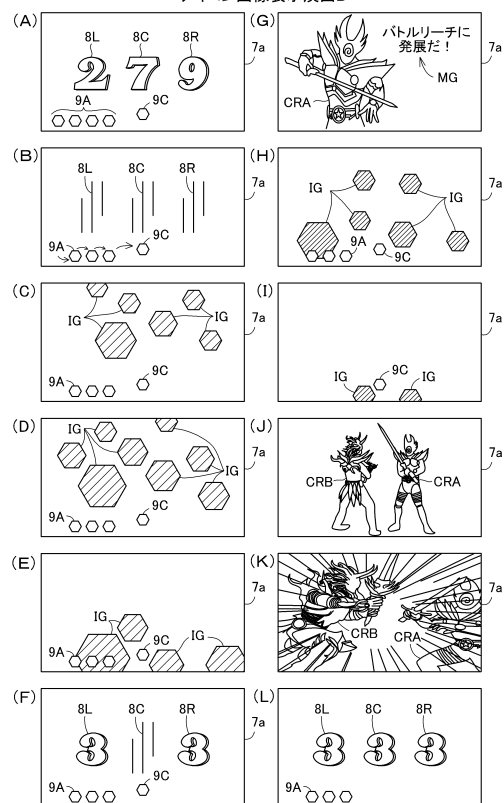 (A)
8L 8C 8R
7a
2 7 9
9A 9C
(B)
8L 8C 8R
7a
9A 9C
(C)
7a
IG IG
9A 9C
(D)
IG
7a
IG
9A 9C
(E)
7a
IG IG
9A 9C
(F)
8L 8C 8R
7a
3 3
9A 9C
(G)
バトルリーチに
発展だ！
7a
MG
CRA
(H)
7a
IG IG
9A
9C
(I)
7a
9C
IG IG
(J)
7a
CRB CRA
(K)
7a
CRB
CRA
(L)
8L 8C 8R
7a
3 3 3
9A